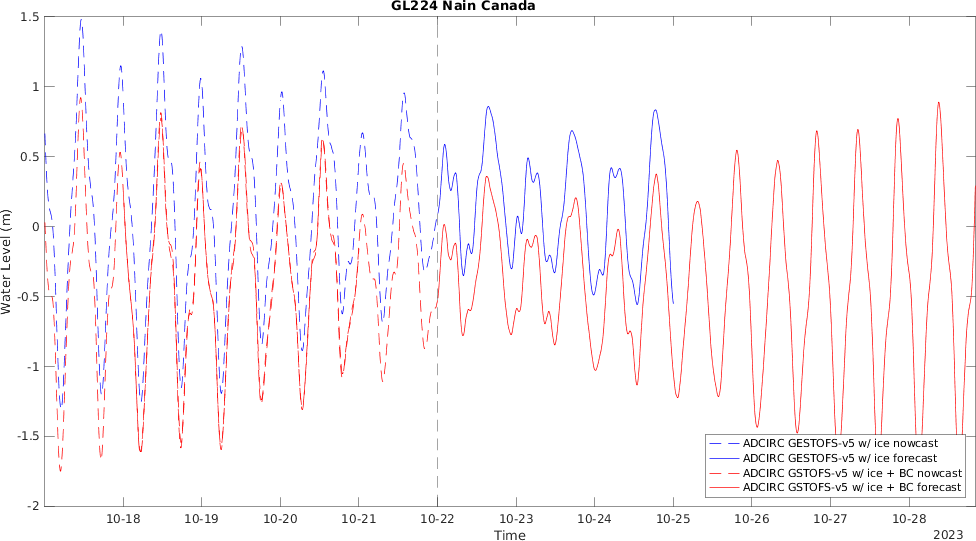 GL224 Nain Canada
1.5
1
0.5
0
-0.5
-1
-1.5
-2
Water Level (m)
ADCIRC GESTOFS-v5 w/ ice nowcast
ADCIRC GESTOFS-v5 w/ ice forecast
ADCIRC GSTOFS-v5 w/ ice + BC nowcast
ADCIRC GSTOFS-v5 w/ ice + BC forecast
10-18 10-19 10-20 10-21 10-22 10-23 10-24 10-25 10-26 10-27 10-28
Time
2023